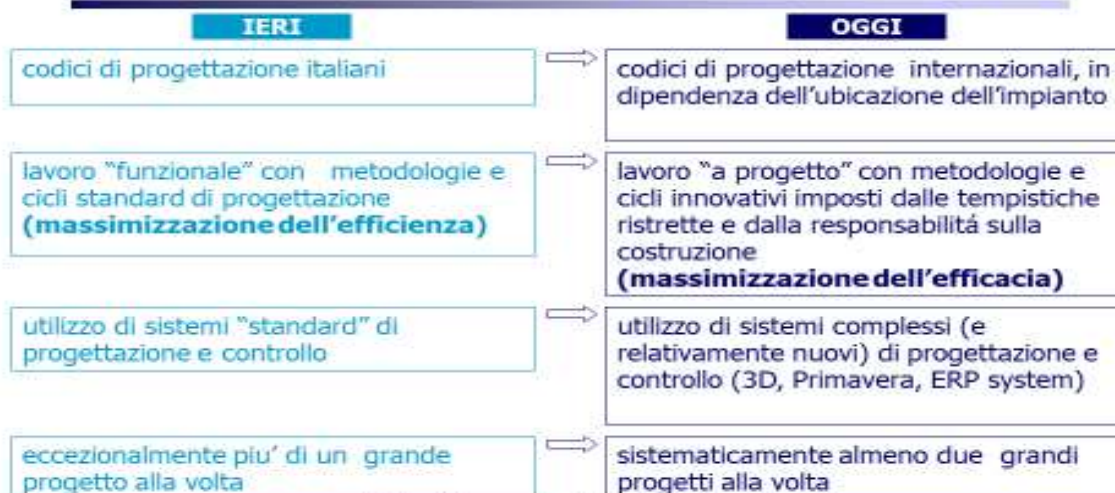 IERI
OGGI
codici di progettazione italiani
codici di progettazione internazionali, in
dipendenza dell'ubicazione dell'impianto
lavoro "funzionale" con metodologie e
cicli standard di progettazione
(massimizzazione dell'efficienza)
lavoro "a progetto" con metodologie e
cicli innovativi imposti dalle tempistiche
ristrette e dalla responsabilitá sulla
costruzione
(massimizzazione dell'efficacia)
utilizzo di sistemi "standard" di
progettazione e controllo
utilizzo di sistemi complessi (e
relativamente nuovi) di progettazione e
controllo (3D, Primavera, ERP system)
eccezionalmente piu' di un grande
progetto alla volta
sistematicamente almeno due grandi
progetti alla volta